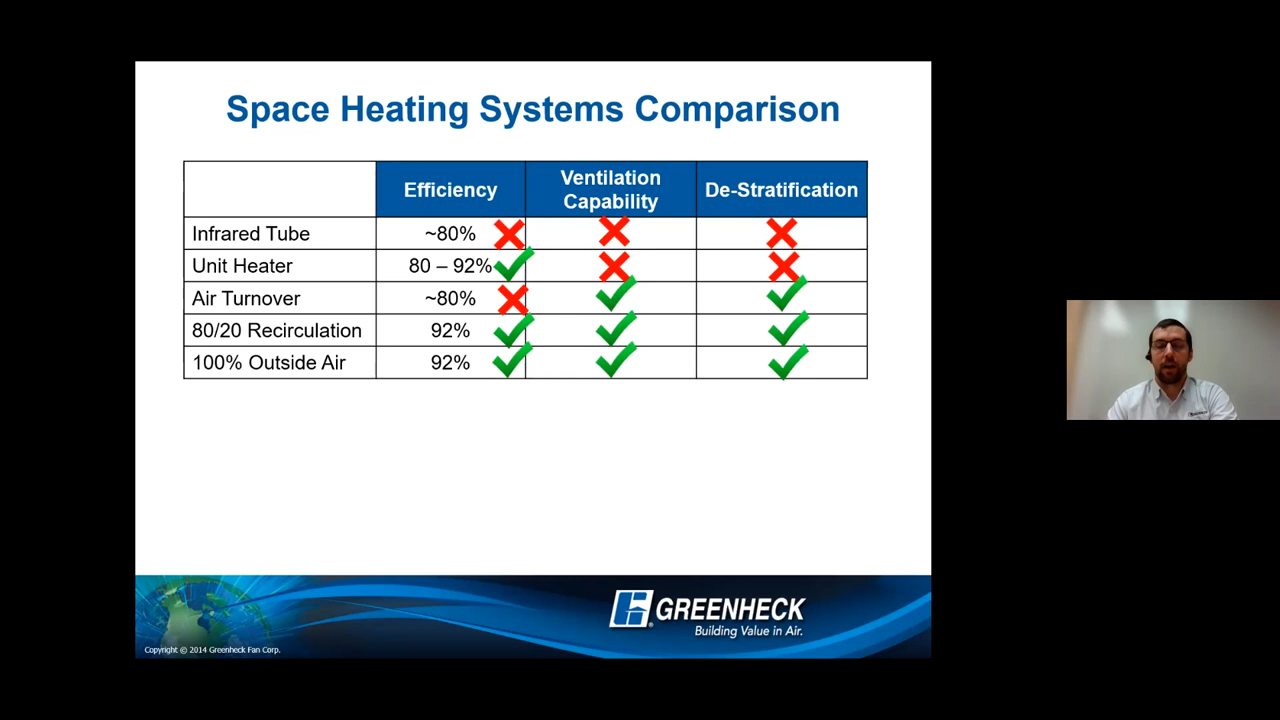 Space Heating Systems Comparison
Efficiency
Ventilation
Capability
De-Stratification
Infrared Tube ~80%
Unit Heater 80 – 92%
Air Turnover ~80%
80/20 Recirculation 92%
100% Outside Air 92%
GREENHECK
Building Value in Air.
Copyright © 2014 Greenheck Fan Corp.